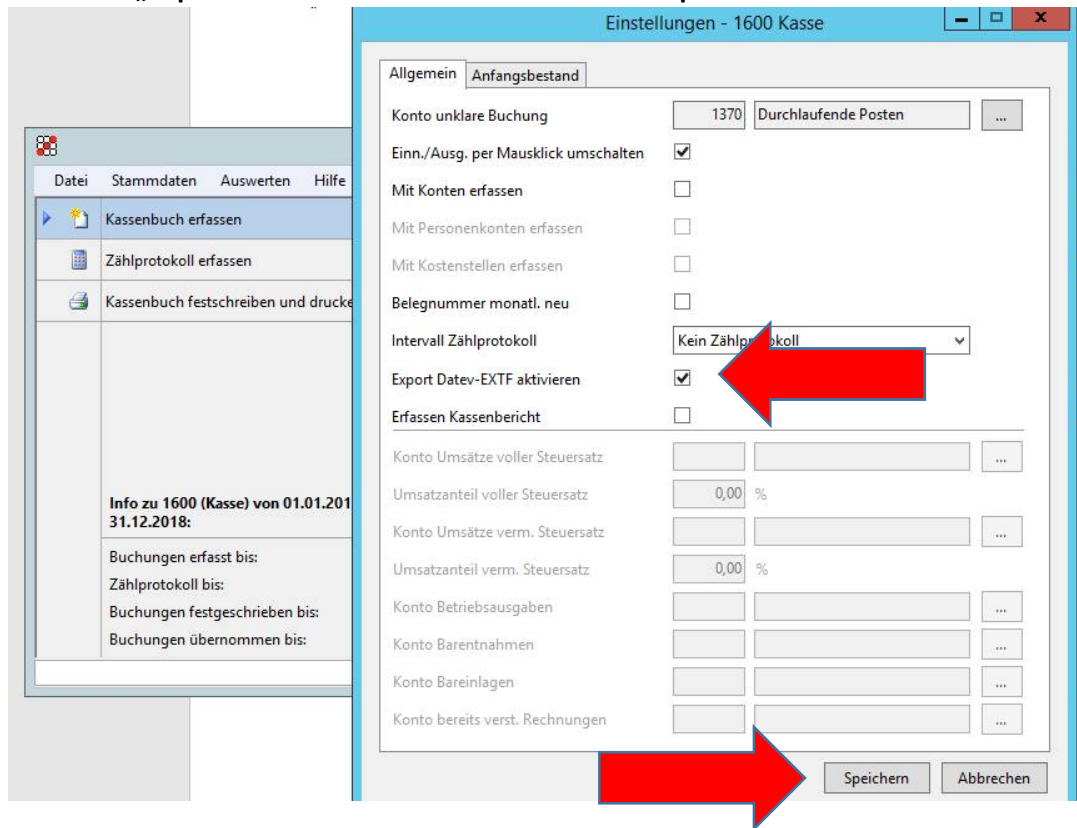 Einstellungen - 1600 Kasse
Allgemein Anfangsbestand
Konto unklare Buchung 1370 Durchlaufende Posten ...
Einn./Ausg. per Mausklick umschalten
Mit Konten erfassen
Mit Personenkonten erfassen
Mit Kostenstellen erfassen
Belegnummer monatl. neu
Intervall Zählprotokoll Kein Zählprotokoll
Export Datev-EXTF aktivieren
Erfassen Kassenbericht
Konto Umsätze voller Steuersatz ...
Umsatzanteil voller Steuersatz 0,00 %
Konto Umsätze verm. Steuersatz ...
Umsatzanteil verm. Steuersatz 0,00 %
Konto Betriebsausgaben ...
Konto Barentnahmen ...
Konto Bareinlagen ...
Konto bereits verst. Rechnungen ...
Speichern Abbrechen
Datei Stammdaten Auswerten Hilfe
Kassenbuch erfassen
Zählprotokoll erfassen
Kassenbuch festschreiben und drucke
Info zu 1600 (Kasse) von 01.01.201
31.12.2018:
Buchungen erfasst bis:
Zählprotokoll bis:
Buchungen festgeschrieben bis:
Buchungen übernommen bis: